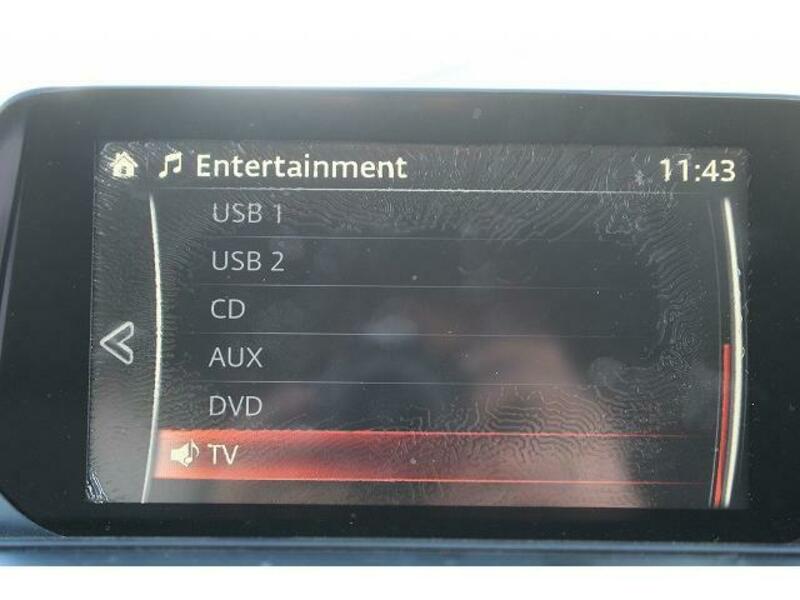 Entertainment 11:43
USB 1
USB 2
CD
AUX
DVD
TV